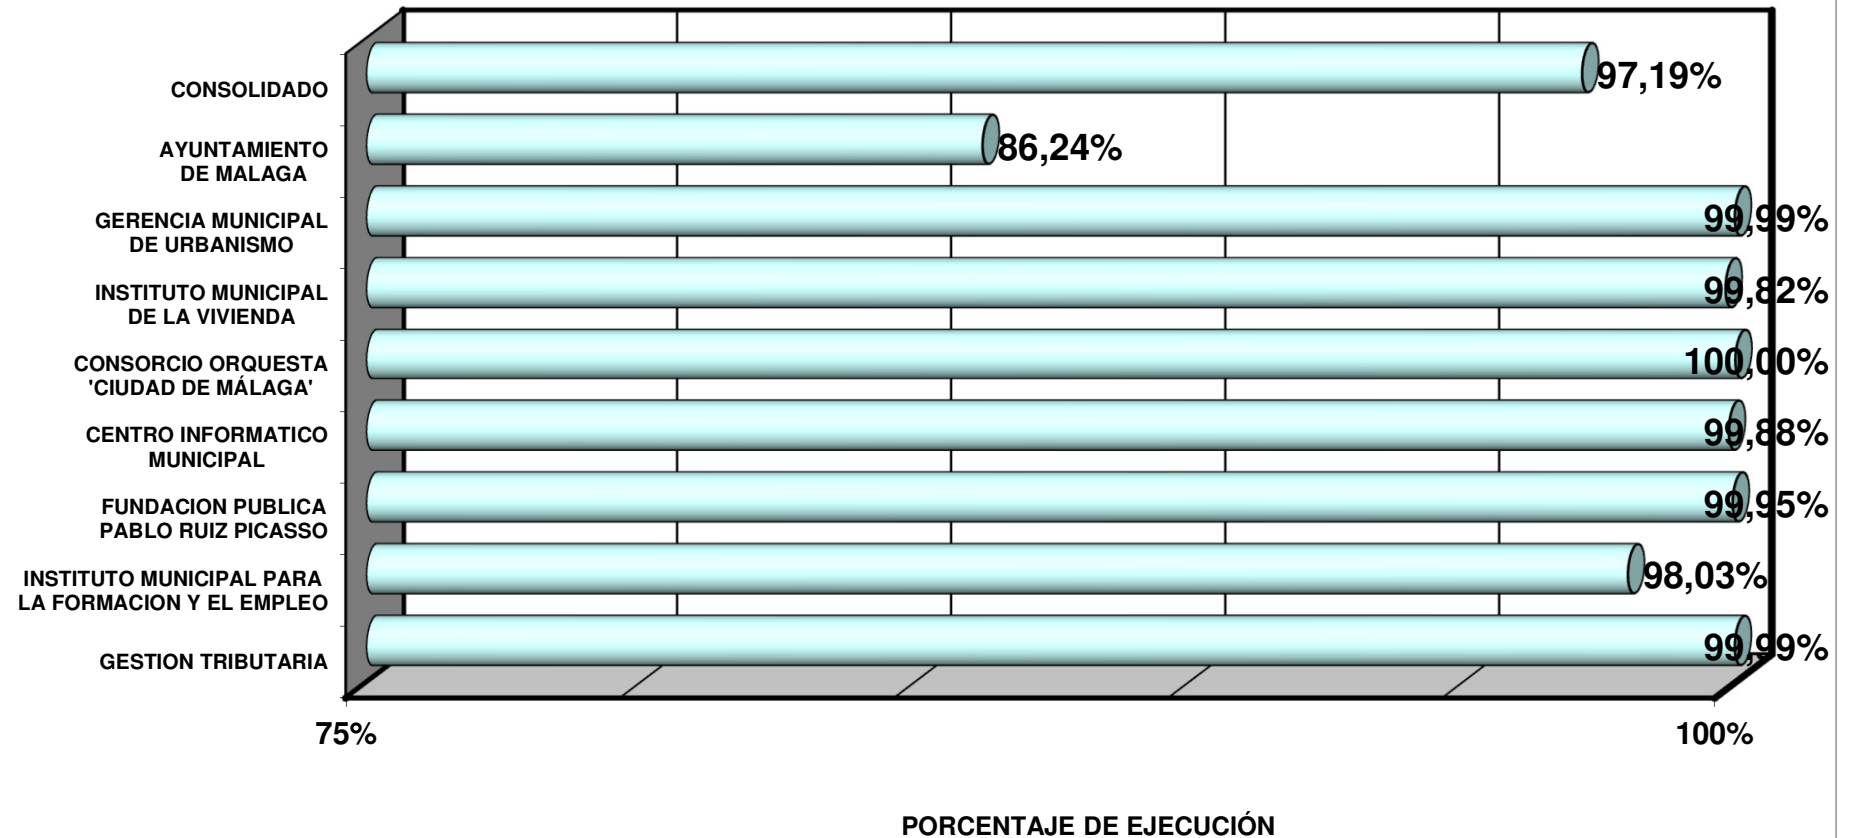 CONSOLIDADO
97,19%
AYUNTAMIENTO
DE MALAGA
86,24%
GERENCIA MUNICIPAL
DE URBANISMO
99,99%
INSTITUTO MUNICIPAL
DE LA VIVIENDA
99,82%
CONSORCIO ORQUESTA
'CIUDAD DE MÁLAGA'
100,00%
CENTRO INFORMATICO
MUNICIPAL
99,88%
FUNDACION PUBLICA
PABLO RUIZ PICASSO
99,95%
INSTITUTO MUNICIPAL PARA
LA FORMACION Y EL EMPLEO
98,03%
GESTION TRIBUTARIA
99,99%
75%
100%
PORCENTAJE DE EJECUCIÓN